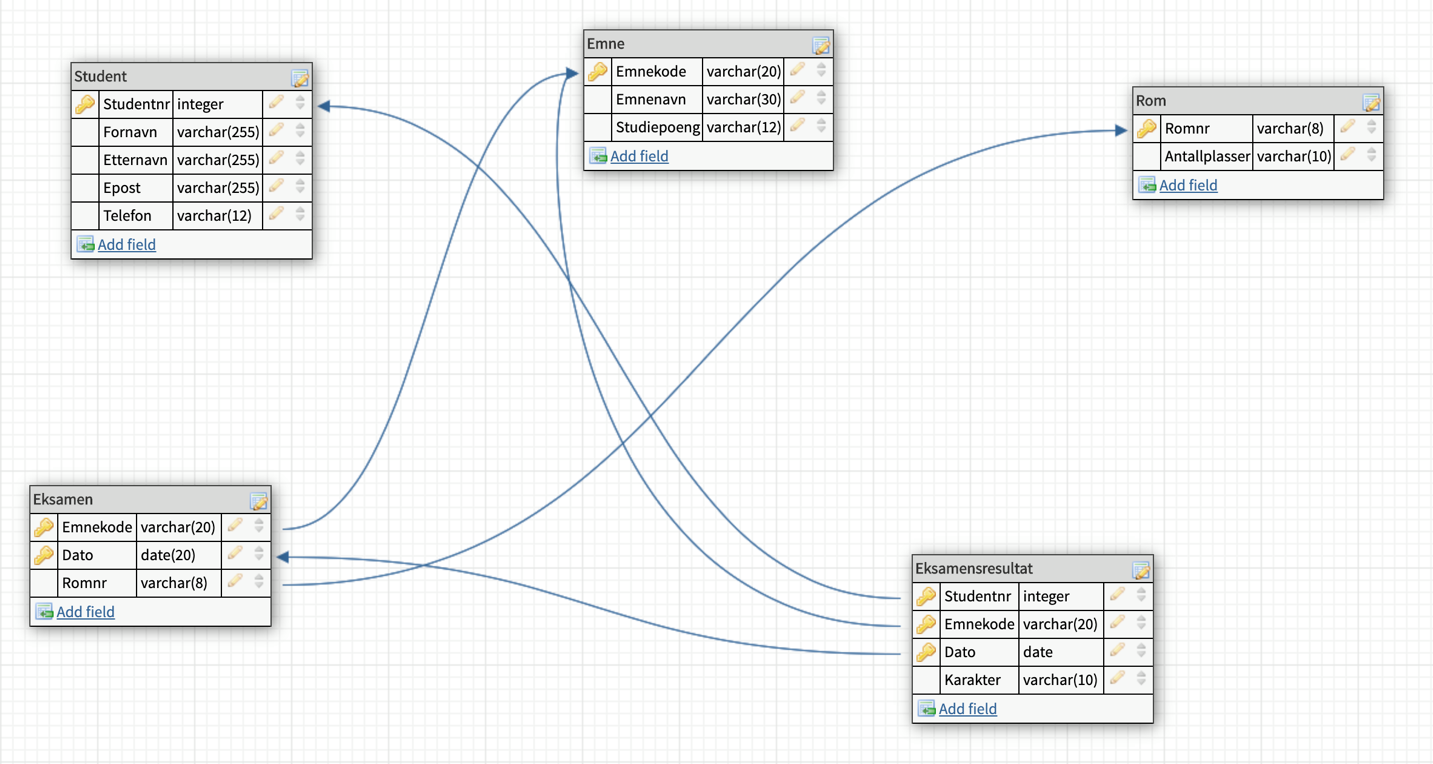 Student
Studentnr integer
Fornavn varchar(255)
Etternavn varchar(255)
Epost varchar(255)
Telefon varchar(12)
Add field
Emne
Emnekode varchar(20)
Emnenavn varchar(30)
Studiepoeng varchar(12)
Add field
Rom
Romnr varchar(8)
Antallplasser varchar(10)
Add field
Eksamen
Emnekode varchar(20)
Dato date(20)
Romnr varchar(8)
Add field
Eksamensresultat
Studentnr integer
Emnekode varchar(20)
Dato date
Karakter varchar(10)
Add field